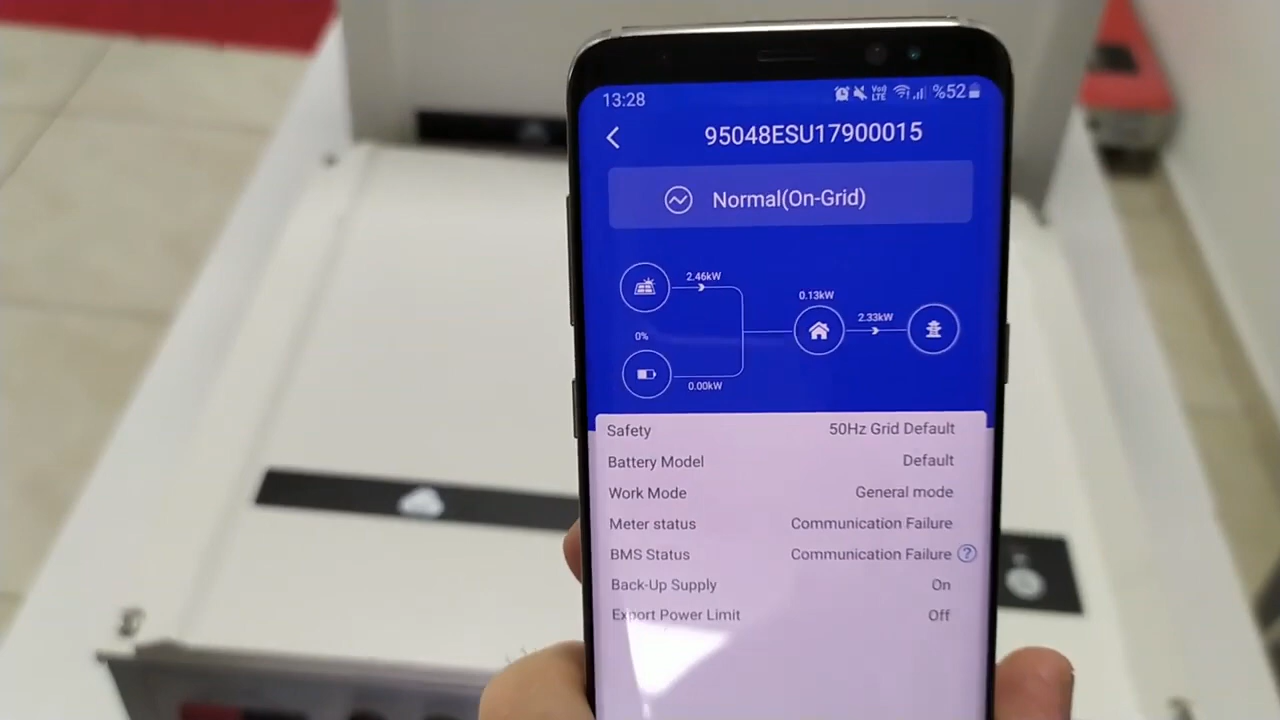 13:28 Vo) LTE %52
95048ESU17900015
Normal(On-Grid)
2.46kW
0.13kW
2.33kW
0%
0.00kW
Safety 50Hz Grid Default
Battery Model Default
Work Mode General mode
Meter status Communication Failure
BMS Status Communication Failure ?
Back-Up Supply On
Export Power Limit Off